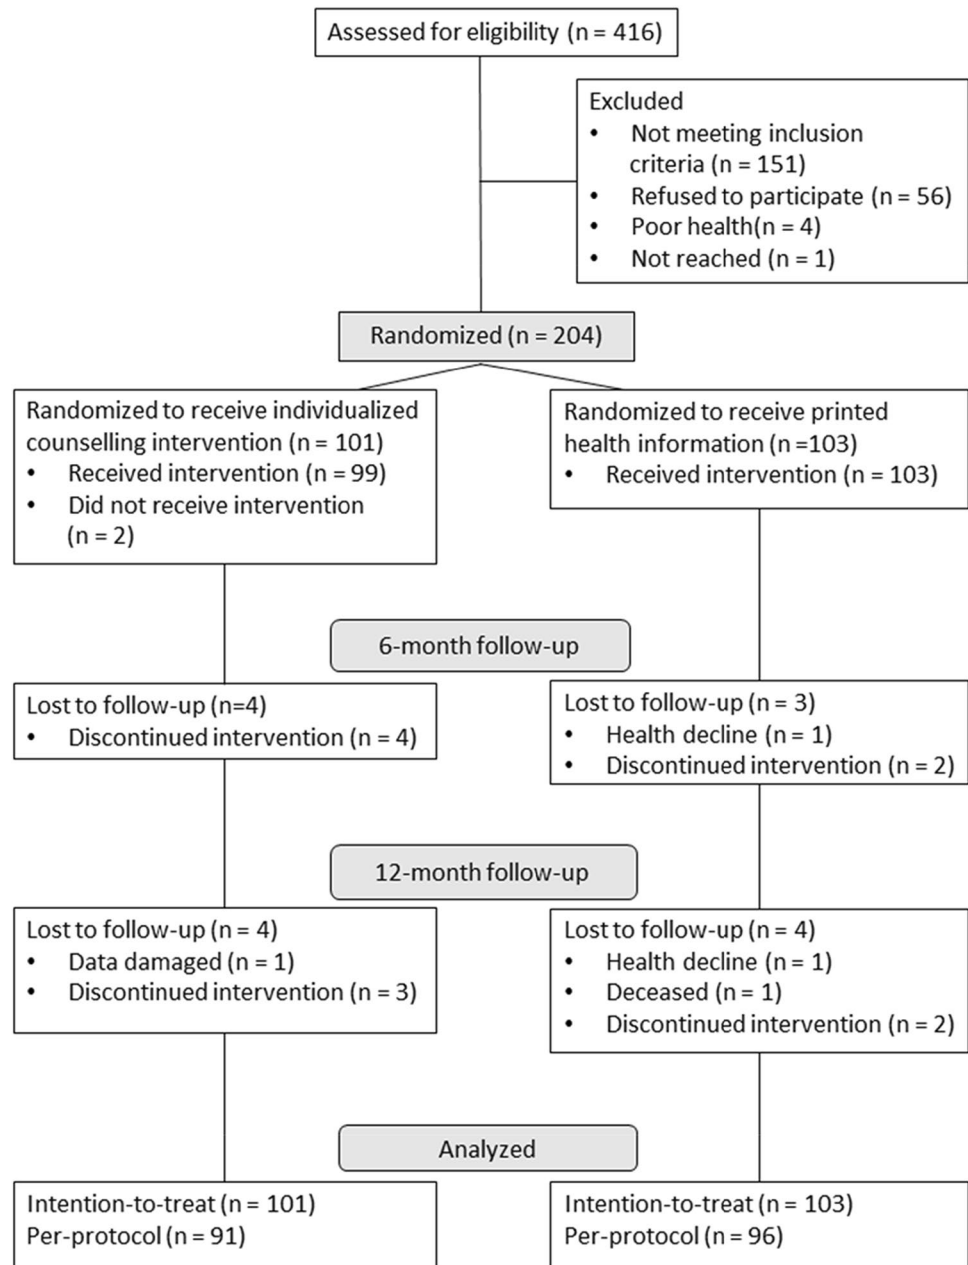 Assessed for eligibility (n = 416)
Excluded
• Not meeting inclusion
criteria (n = 151)
• Refused to participate (n = 56)
• Poor health(n = 4)
• Not reached (n = 1)
Randomized (n = 204)
Randomized to receive individualized
counselling intervention (n = 101)
• Received intervention (n = 99)
• Did not receive intervention
(n = 2)
Randomized to receive printed
health information (n =103)
• Received intervention (n = 103)
6-month follow-up
Lost to follow-up (n=4)
• Discontinued intervention (n = 4)
Lost to follow-up (n = 3)
• Health decline (n = 1)
• Discontinued intervention (n = 2)
12-month follow-up
Lost to follow-up (n = 4)
• Data damaged (n = 1)
• Discontinued intervention (n = 3)
Lost to follow-up (n = 4)
• Health decline (n = 1)
• Deceased (n = 1)
• Discontinued intervention (n = 2)
Analyzed
Intention-to-treat (n = 101)
Per-protocol (n = 91)
Intention-to-treat (n = 103)
Per-protocol (n = 96)